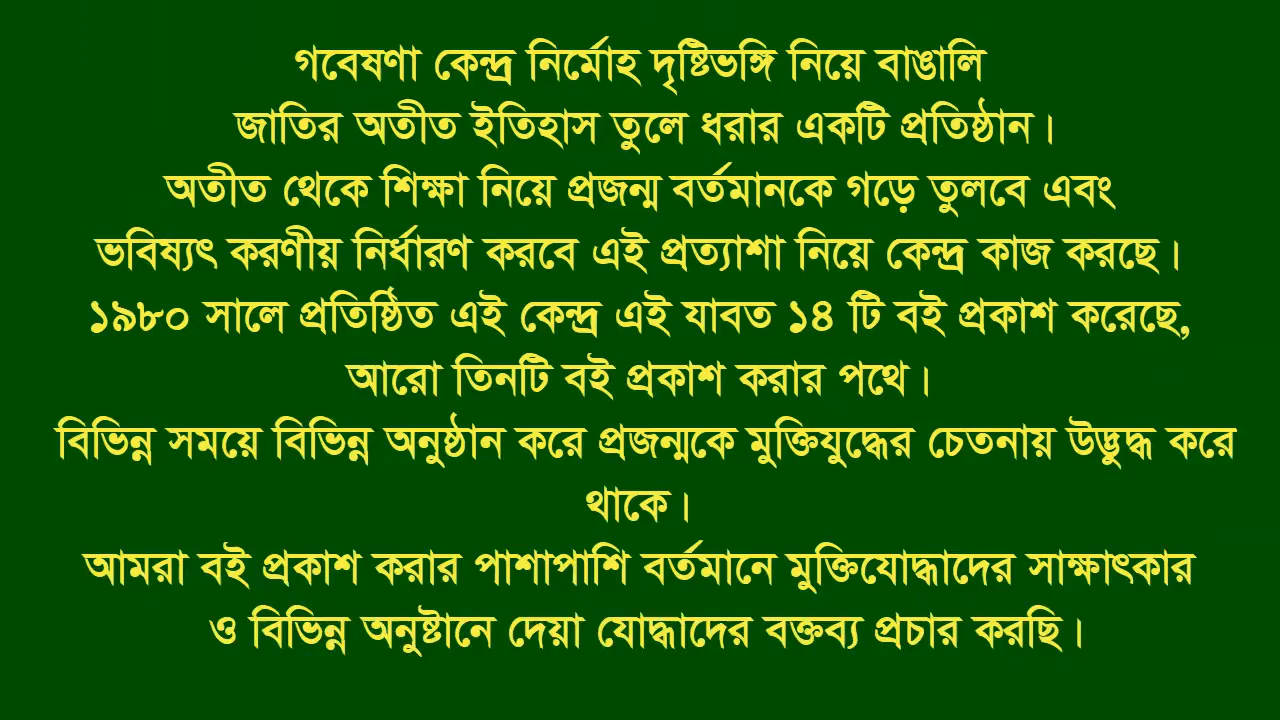 গবেষণা কেন্দ্র নির্মোহ দৃষ্টিভঙ্গি নিয়ে বাঙালি
জাতির অতীত ইতিহাস তুলে ধরার একটি প্রতিষ্ঠান।
অতীত থেকে শিক্ষা নিয়ে প্রজন্ম বর্তমানকে গড়ে তুলবে এবং
ভবিষ্যৎ করণীয় নির্ধারণ করবে এই প্রত্যাশা নিয়ে কেন্দ্র কাজ করছে।
১৯৮০ সালে প্রতিষ্ঠিত এই কেন্দ্র এই যাবত ১৪ টি বই প্রকাশ করেছে,
আরো তিনটি বই প্রকাশ করার পথে।
বিভিন্ন সময়ে বিভিন্ন অনুষ্ঠান করে প্রজন্মকে মুক্তিযুদ্ধের চেতনায় উদ্ভুদ্ধ করে
থাকে।
আমরা বই প্রকাশ করার পাশাপাশি বর্তমানে মুক্তিযোদ্ধাদের সাক্ষাৎকার
ও বিভিন্ন অনুষ্টানে দেয়া যোদ্ধাদের বক্তব্য প্রচার করছি।